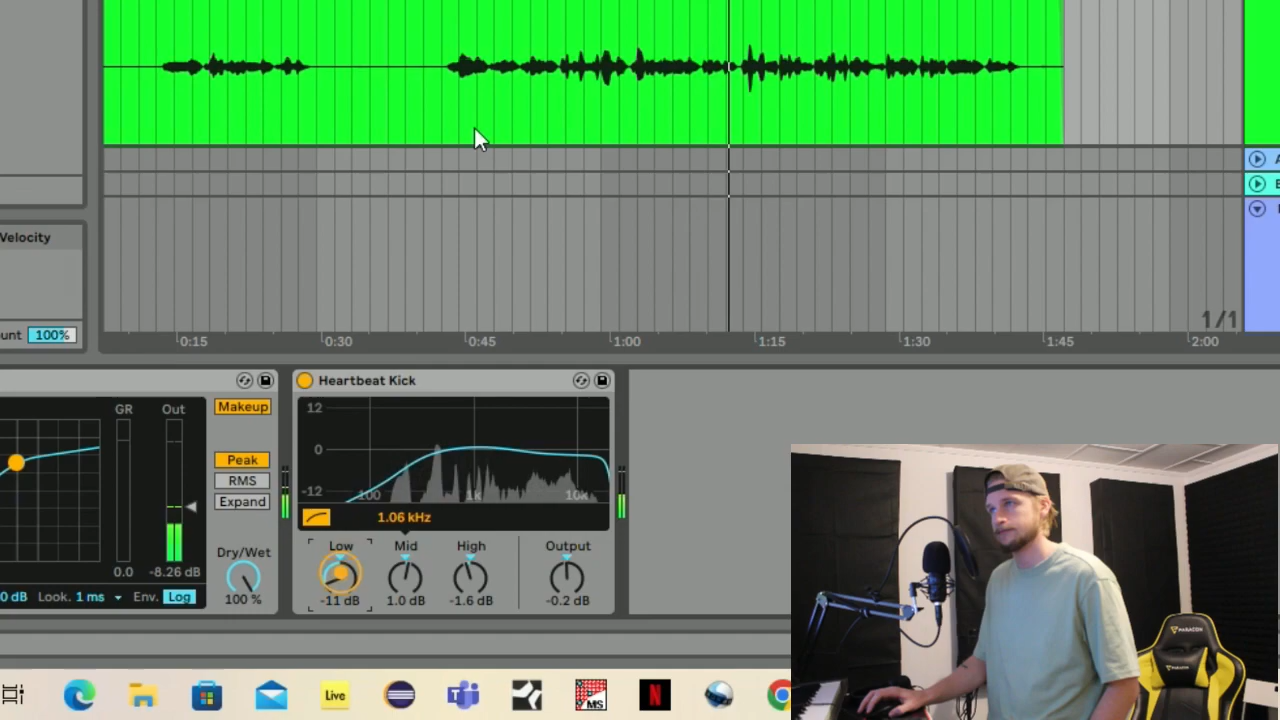 Velocity
unt 100%
1/1
0:15 0:30 0:45 1:00 1:15 1:30 1:45 2:00
GR Out
Makeup
Peak
RMS
Expand
Dry/Wet
100 %
0.0 -8.26 dB
0 dB Look. 1 ms Env. Log
Heartbeat Kick
12
0
-12
100 1k 10k
1.06 kHz
Low Mid High Output
-11 dB 1.0 dB -1.6 dB -0.2 dB
Live
MS
N
PARACON